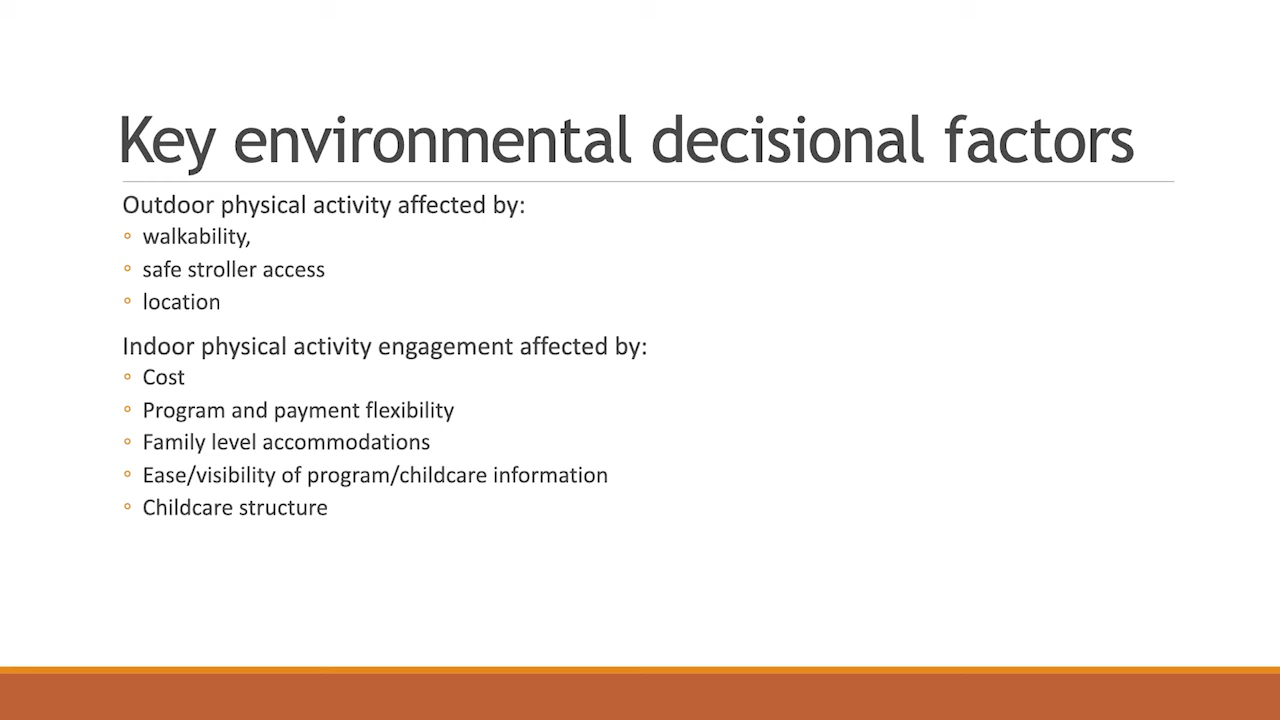 Key environmental decisional factors
Outdoor physical activity affected by:
◦ walkability,
◦ safe stroller access
◦ location
Indoor physical activity engagement affected by:
◦ Cost
◦ Program and payment flexibility
◦ Family level accommodations
◦ Ease/visibility of program/childcare information
◦ Childcare structure